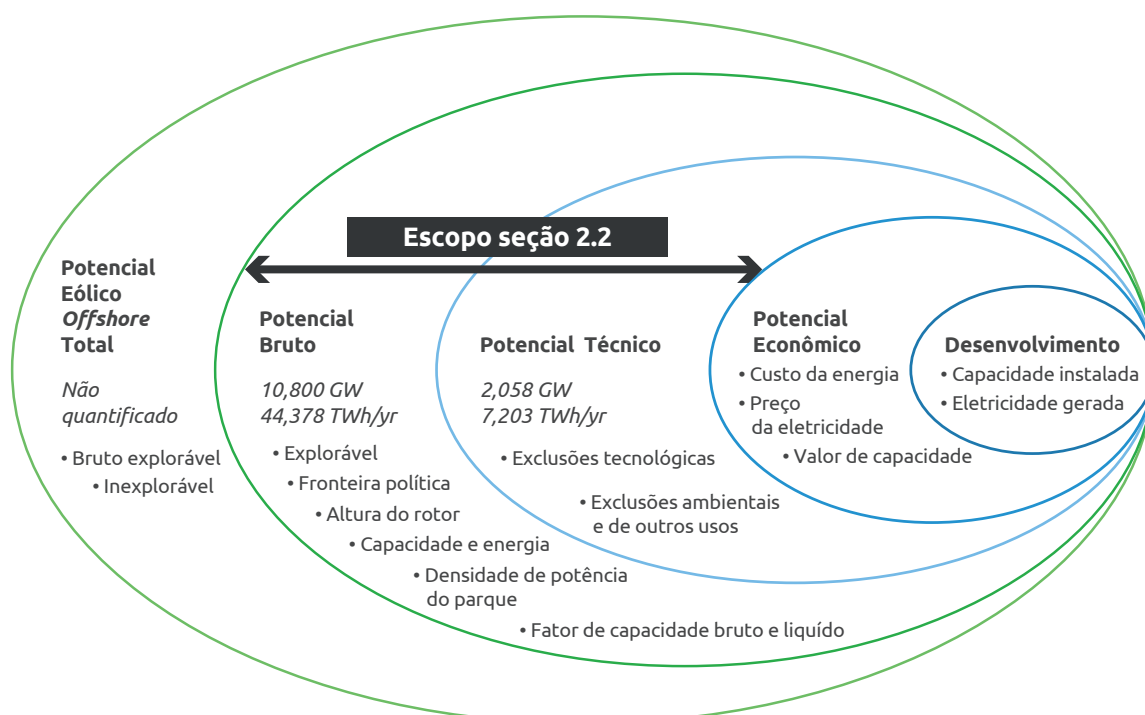 Escopo seção 2.2
Potencial
Eólico
Offshore
Total
Não
quantificado
• Bruto explorável
• Inexplorável
Potencial
Bruto
10,800 GW
44,378 TWh/yr
• Explorável
• Fronteira política
• Altura do rotor
• Capacidade e energia
• Densidade de potência
do parque
• Fator de capacidade bruto e liquído
Potencial Técnico
2,058 GW
7,203 TWh/yr
• Exclusões tecnológicas
• Exclusões ambientais
e de outros usos
Potencial
Econômico
• Custo da energia
• Preço
da eletricidade
• Valor de capacidade
Desenvolvimento
• Capacidade instalada
• Eletricidade gerada